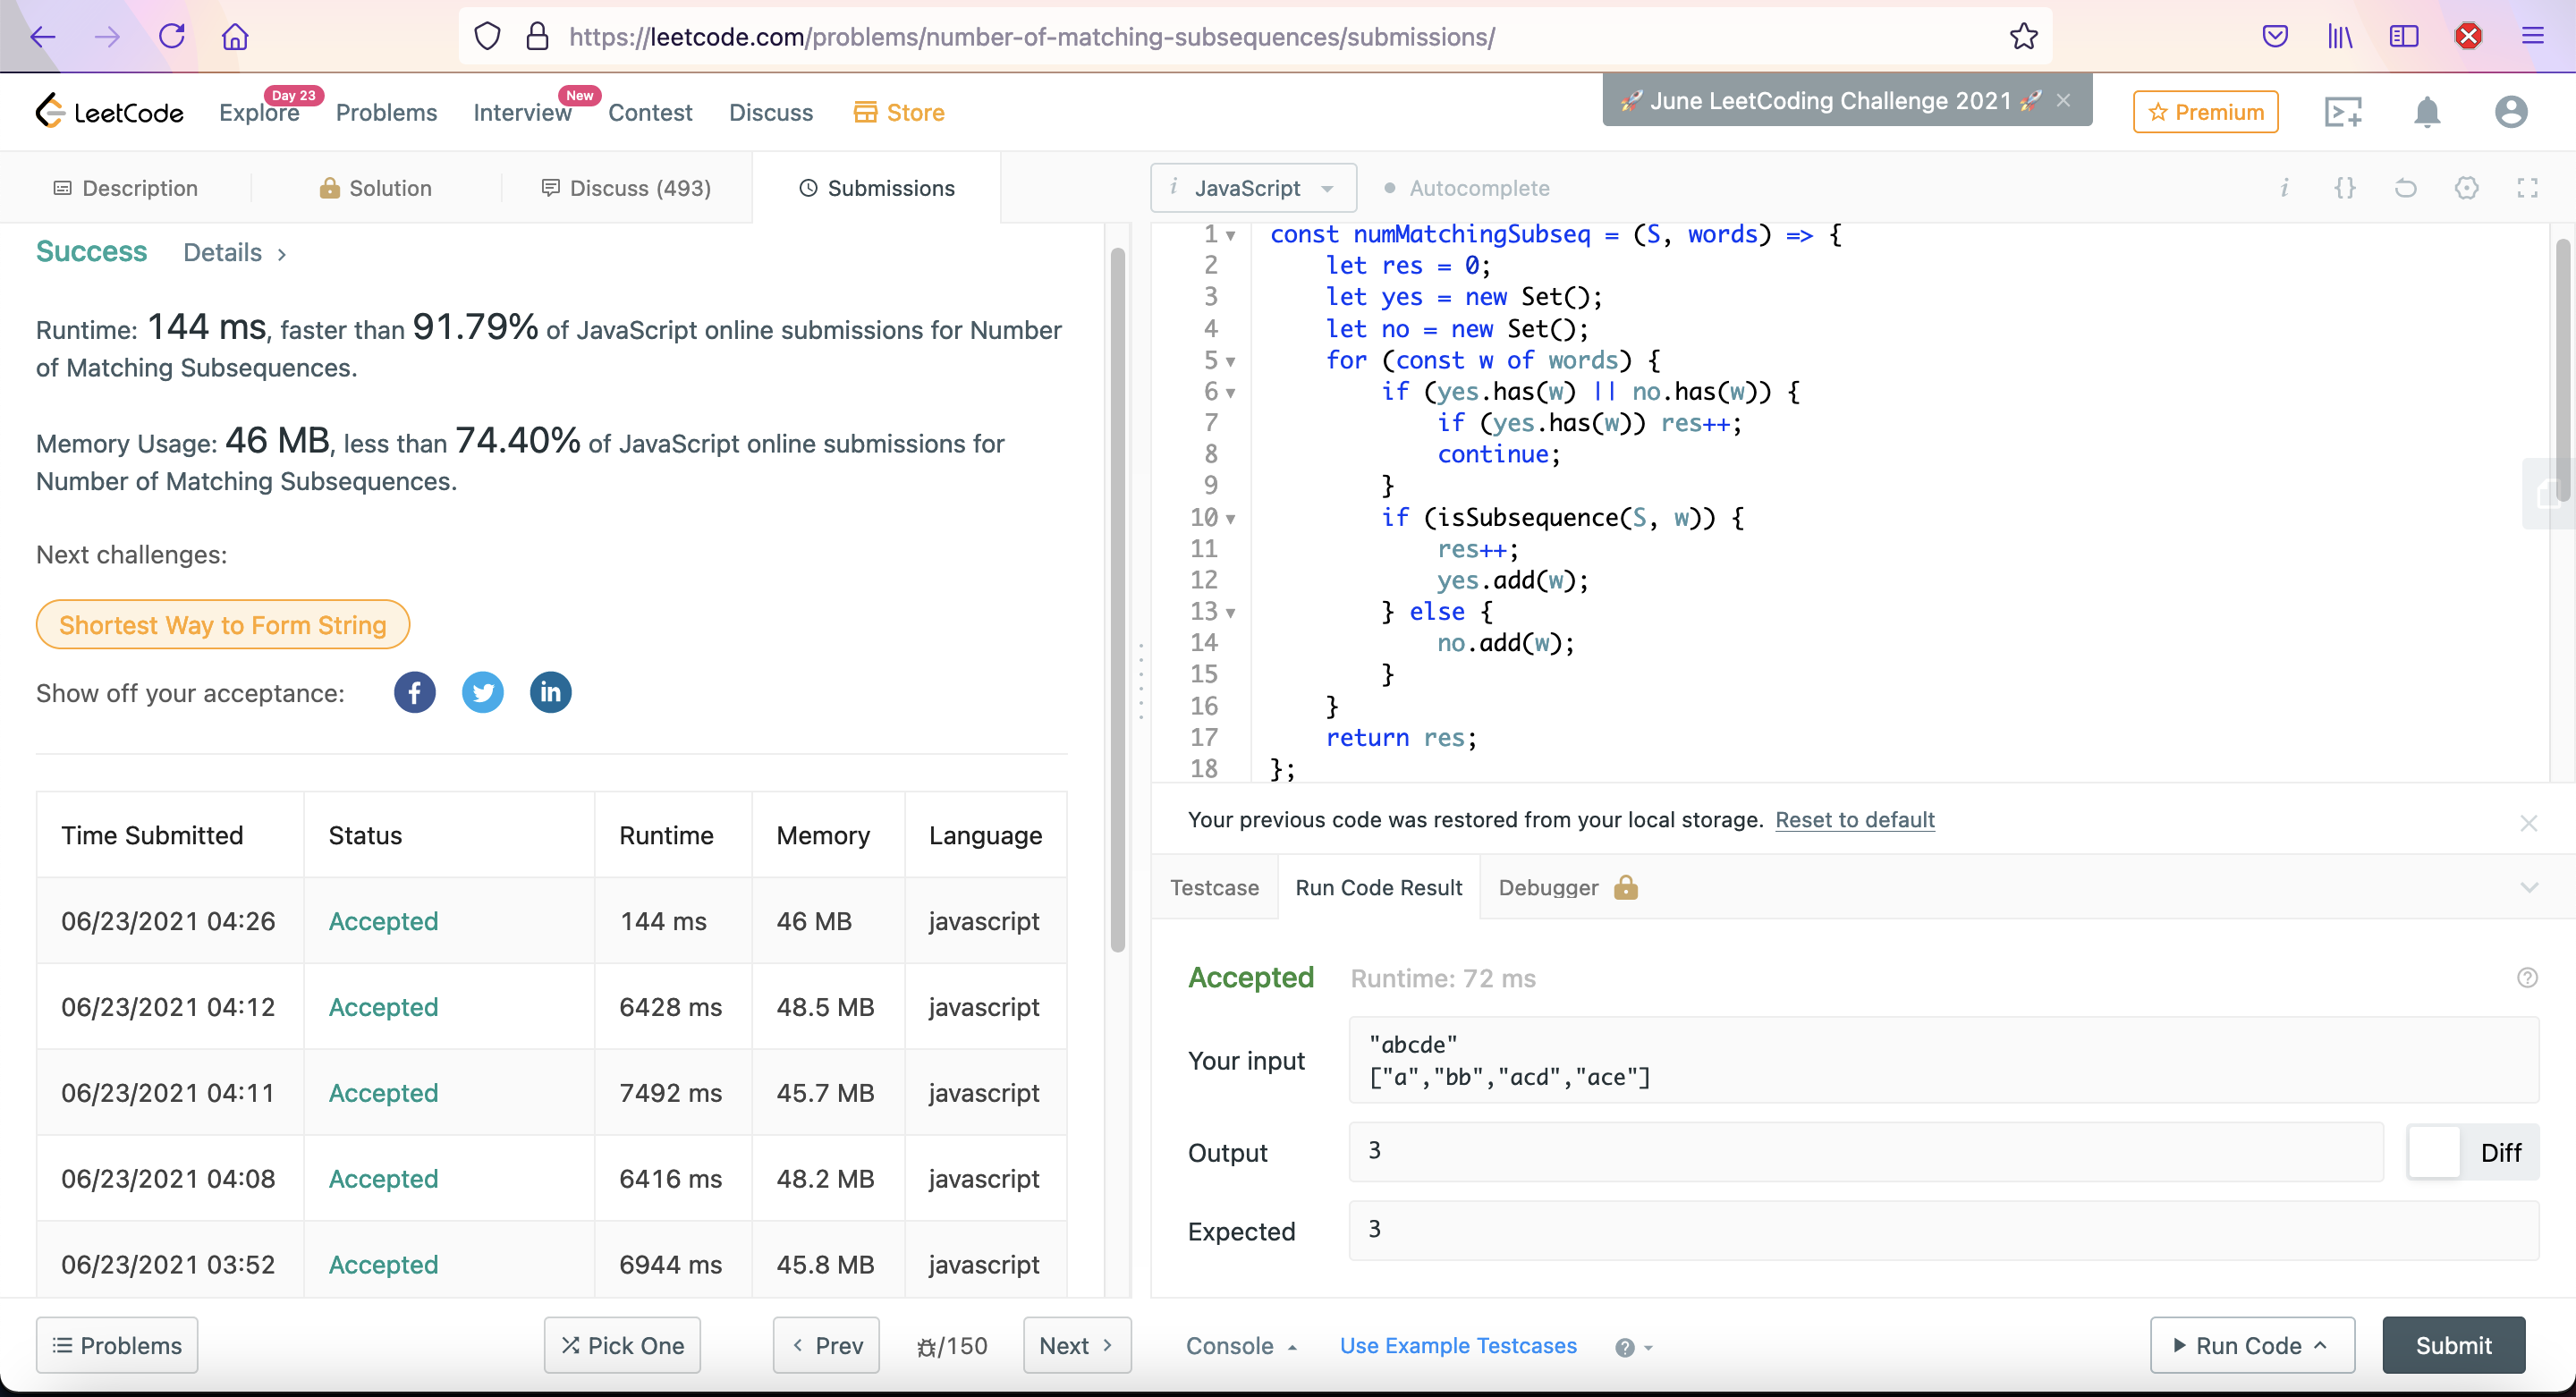 https://leetcode.com/problems/number-of-matching-subsequences/submissions/
LeetCode
Explore
Day 23
Problems
Interview
New
Contest
Discuss
Store
🚀 June LeetCoding Challenge 2021 🚀 ×
Premium
Description
Solution
Discuss (493)
Submissions
Success Details >
Runtime: 144 ms, faster than 91.79% of JavaScript online submissions for Number
of Matching Subsequences.
Memory Usage: 46 MB, less than 74.40% of JavaScript online submissions for
Number of Matching Subsequences.
Next challenges:
Shortest Way to Form String
Show off your acceptance:
Time Submitted Status Runtime Memory Language
06/23/2021 04:26 Accepted 144 ms 46 MB javascript
06/23/2021 04:12 Accepted 6428 ms 48.5 MB javascript
06/23/2021 04:11 Accepted 7492 ms 45.7 MB javascript
06/23/2021 04:08 Accepted 6416 ms 48.2 MB javascript
06/23/2021 03:52 Accepted 6944 ms 45.8 MB javascript
Problems
Pick One
< Prev
/150
Next >
i JavaScript
Autocomplete
i {}
1 const numMatchingSubseq = (S, words) => {
2     let res = 0;
3     let yes = new Set();
4     let no = new Set();
5     for (const w of words) {
6         if (yes.has(w) || no.has(w)) {
7             if (yes.has(w)) res++;
8             continue;
9         }
10         if (isSubsequence(S, w)) {
11             res++;
12             yes.add(w);
13         } else {
14             no.add(w);
15         }
16     }
17     return res;
18 };
Your previous code was restored from your local storage. Reset to default
Testcase
Run Code Result
Debugger
Accepted Runtime: 72 ms
Your input
"abcde"
["a","bb","acd","ace"]
Output
3
Diff
Expected
3
Console
Use Example Testcases
Run Code
Submit